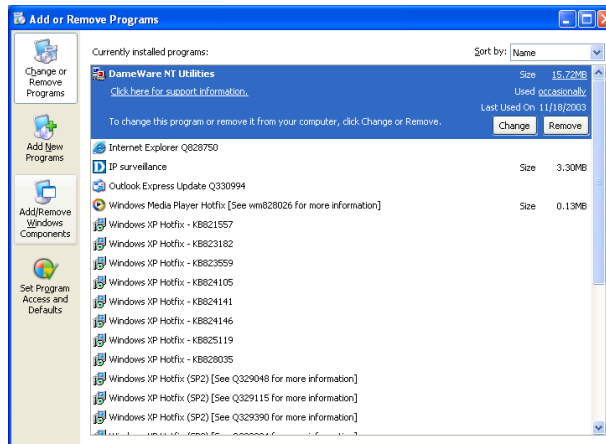 Add or Remove Programs
Change or
Remove
Programs
Add New
Programs
Add/Remove
Windows
Components
Set Program
Access and
Defaults
Currently installed programs:
Sort by: Name
DameWare NT Utilities Size 15.72MB
Click here for support information. Used occasionally
Last Used On 11/18/2003
To change this program or remove it from your computer, click Change or Remove. Change Remove
Internet Explorer Q828750
IP surveillance Size 3.30MB
Outlook Express Update Q330994
Windows Media Player Hotfix [See wm828026 for more information] Size 0.13MB
Windows XP Hotfix - KB821557
Windows XP Hotfix - KB823182
Windows XP Hotfix - KB823559
Windows XP Hotfix - KB824105
Windows XP Hotfix - KB824141
Windows XP Hotfix - KB824146
Windows XP Hotfix - KB825119
Windows XP Hotfix - KB828035
Windows XP Hotfix (SP2) [See Q329048 for more information]
Windows XP Hotfix (SP2) [See Q329115 for more information]
Windows XP Hotfix (SP2) [See Q329390 for more information]